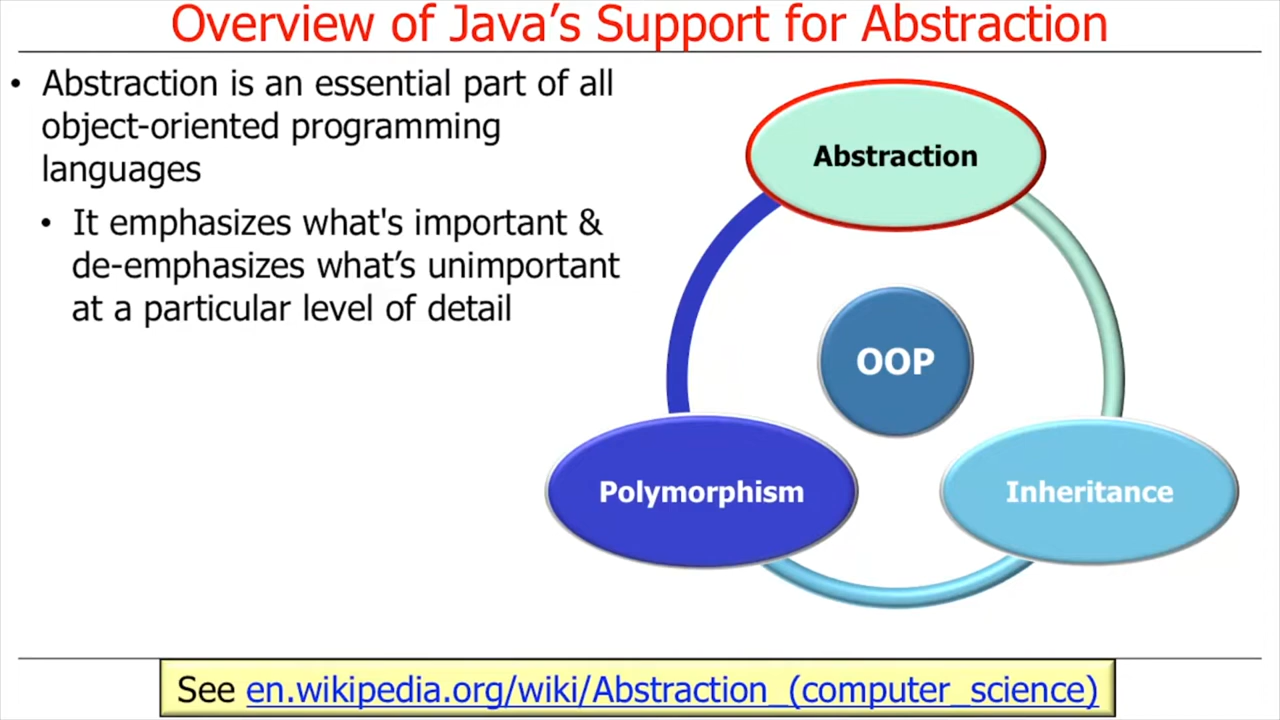 Overview of Java’s Support for Abstraction
• Abstraction is an essential part of all
object-oriented programming
languages
• It emphasizes what's important &
de-emphasizes what’s unimportant
at a particular level of detail
Abstraction
OOP
Polymorphism
Inheritance
See en.wikipedia.org/wiki/Abstraction_(computer_science)